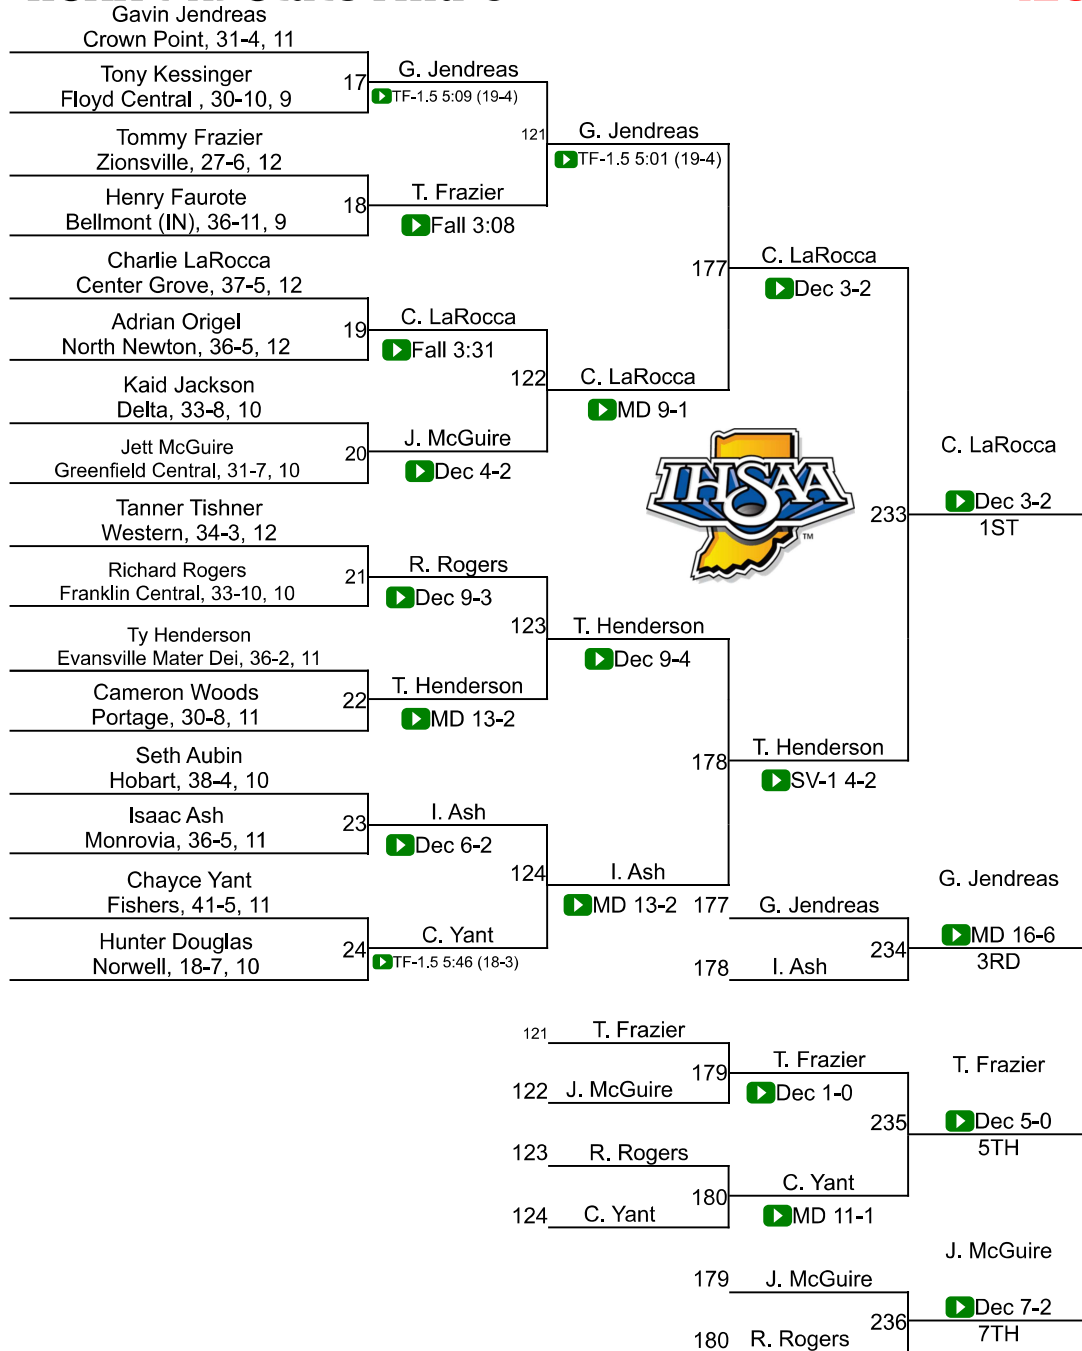 Gavin Jendreas
Crown Point, 31-4, 11
Tony Kessinger
Floyd Central , 30-10, 9
17
G. Jendreas
TF-1.5 5:09 (19-4)
Tommy Frazier
Zionsville, 27-6, 12
Henry Faurote
Bellmont (IN), 36-11, 9
18
T. Frazier
Fall 3:08
121
G. Jendreas
TF-1.5 5:01 (19-4)
Charlie LaRocca
Center Grove, 37-5, 12
Adrian Origel
North Newton, 36-5, 12
19
C. LaRocca
Fall 3:31
Kaid Jackson
Delta, 33-8, 10
Jett McGuire
Greenfield Central, 31-7, 10
20
J. McGuire
Dec 4-2
122
C. LaRocca
MD 9-1
177
C. LaRocca
Dec 3-2
Tanner Tishner
Western, 34-3, 12
Richard Rogers
Franklin Central, 33-10, 10
21
R. Rogers
Dec 9-3
Ty Henderson
Evansville Mater Dei, 36-2, 11
Cameron Woods
Portage, 30-8, 11
22
T. Henderson
MD 13-2
123
T. Henderson
Dec 9-4
Seth Aubin
Hobart, 38-4, 10
Isaac Ash
Monrovia, 36-5, 11
23
I. Ash
Dec 6-2
Chayce Yant
Fishers, 41-5, 11
Hunter Douglas
Norwell, 18-7, 10
24
C. Yant
TF-1.5 5:46 (18-3)
124
I. Ash
MD 13-2
178
T. Henderson
SV-1 4-2
IHSAA
TM
233
C. LaRocca
Dec 3-2
1ST
177
G. Jendreas
178
I. Ash
234
G. Jendreas
MD 16-6
3RD
121
T. Frazier
122
J. McGuire
179
T. Frazier
Dec 1-0
123
R. Rogers
124
C. Yant
180
C. Yant
MD 11-1
235
T. Frazier
Dec 5-0
5TH
179
J. McGuire
180
R. Rogers
236
J. McGuire
Dec 7-2
7TH